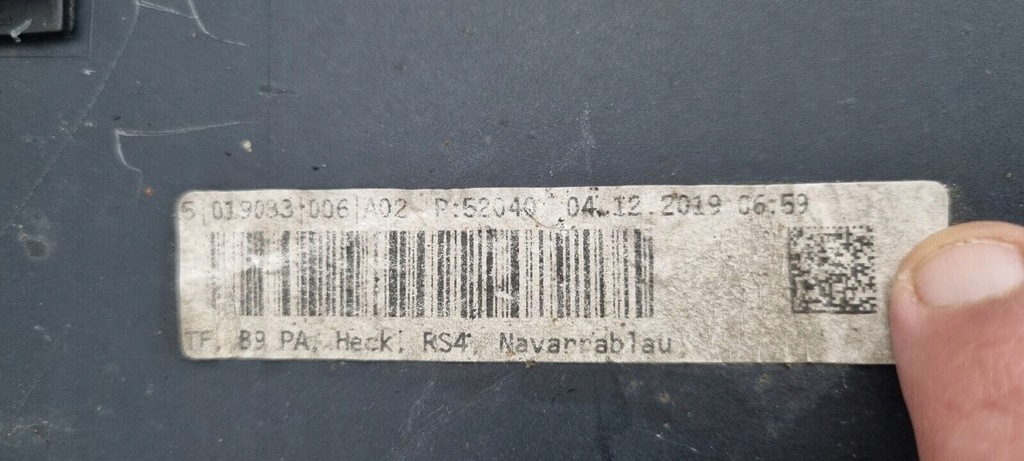 5|019093|006|A02 P:52040 04.12.2019 06:59
TF, B9 PA, Heck, RS4, Navarrablau